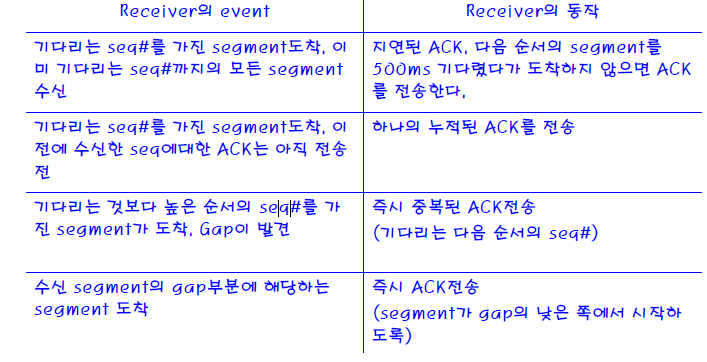 Receiver의 event
Receiver의 동작
기다리는 seq#를 가진 segment도착, 이
미 기다리는 seq#까지의 모든 segment
수신
지연된 ACK, 다음 순서의 segment를
500ms 기다렸다가 도착하지 않으면 ACK
를 전송한다,
기다리는 seq#를 가진 segment도착, 이
전에 수신한 seq에대한 ACK는 아직 전송
전
하나의 누적된 ACK를 전송
기다리는 것보다 높은 순서의 seq#를 가
진 segment가 도착, Gap이 발견
즉시 중복된 ACK전송
(기다리는 다음 순서의 seq#)
수신 segment의 gap부분에 해당하는
segment 도착
즉시 ACK전송
(segment가 gap의 낮은 쪽에서 시작하
도록)